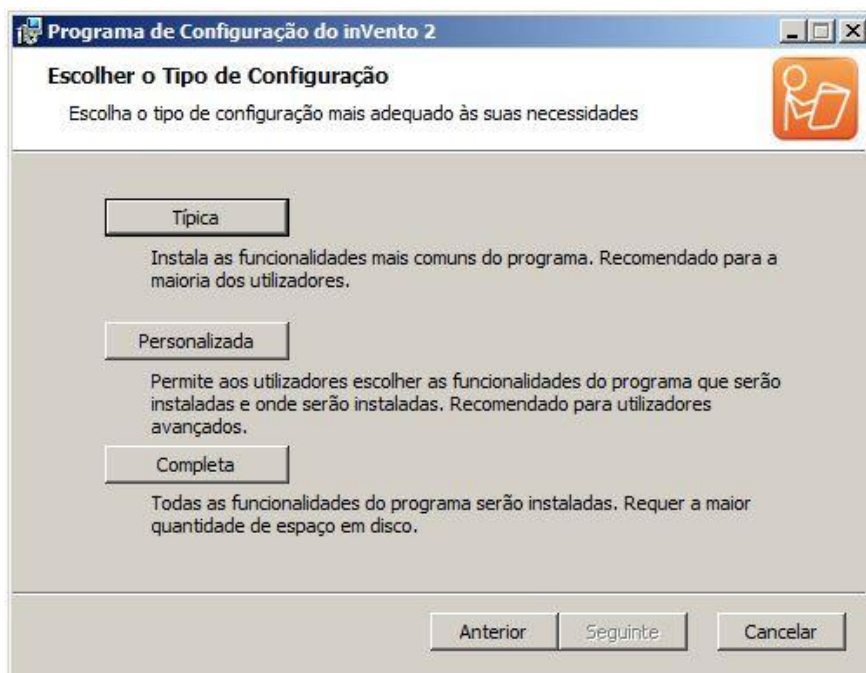 Programa de Configuração do inVento 2
Escolher o Tipo de Configuração
Escolha o tipo de configuração mais adequado às suas necessidades
Típica
Instala as funcionalidades mais comuns do programa. Recomendado para a
maioria dos utilizadores.
Personalizada
Permite aos utilizadores escolher as funcionalidades do programa que serão
instaladas e onde serão instaladas. Recomendado para utilizadores
avançados.
Completa
Todas as funcionalidades do programa serão instaladas. Requer a maior
quantidade de espaço em disco.
Anterior
Seguinte
Cancelar